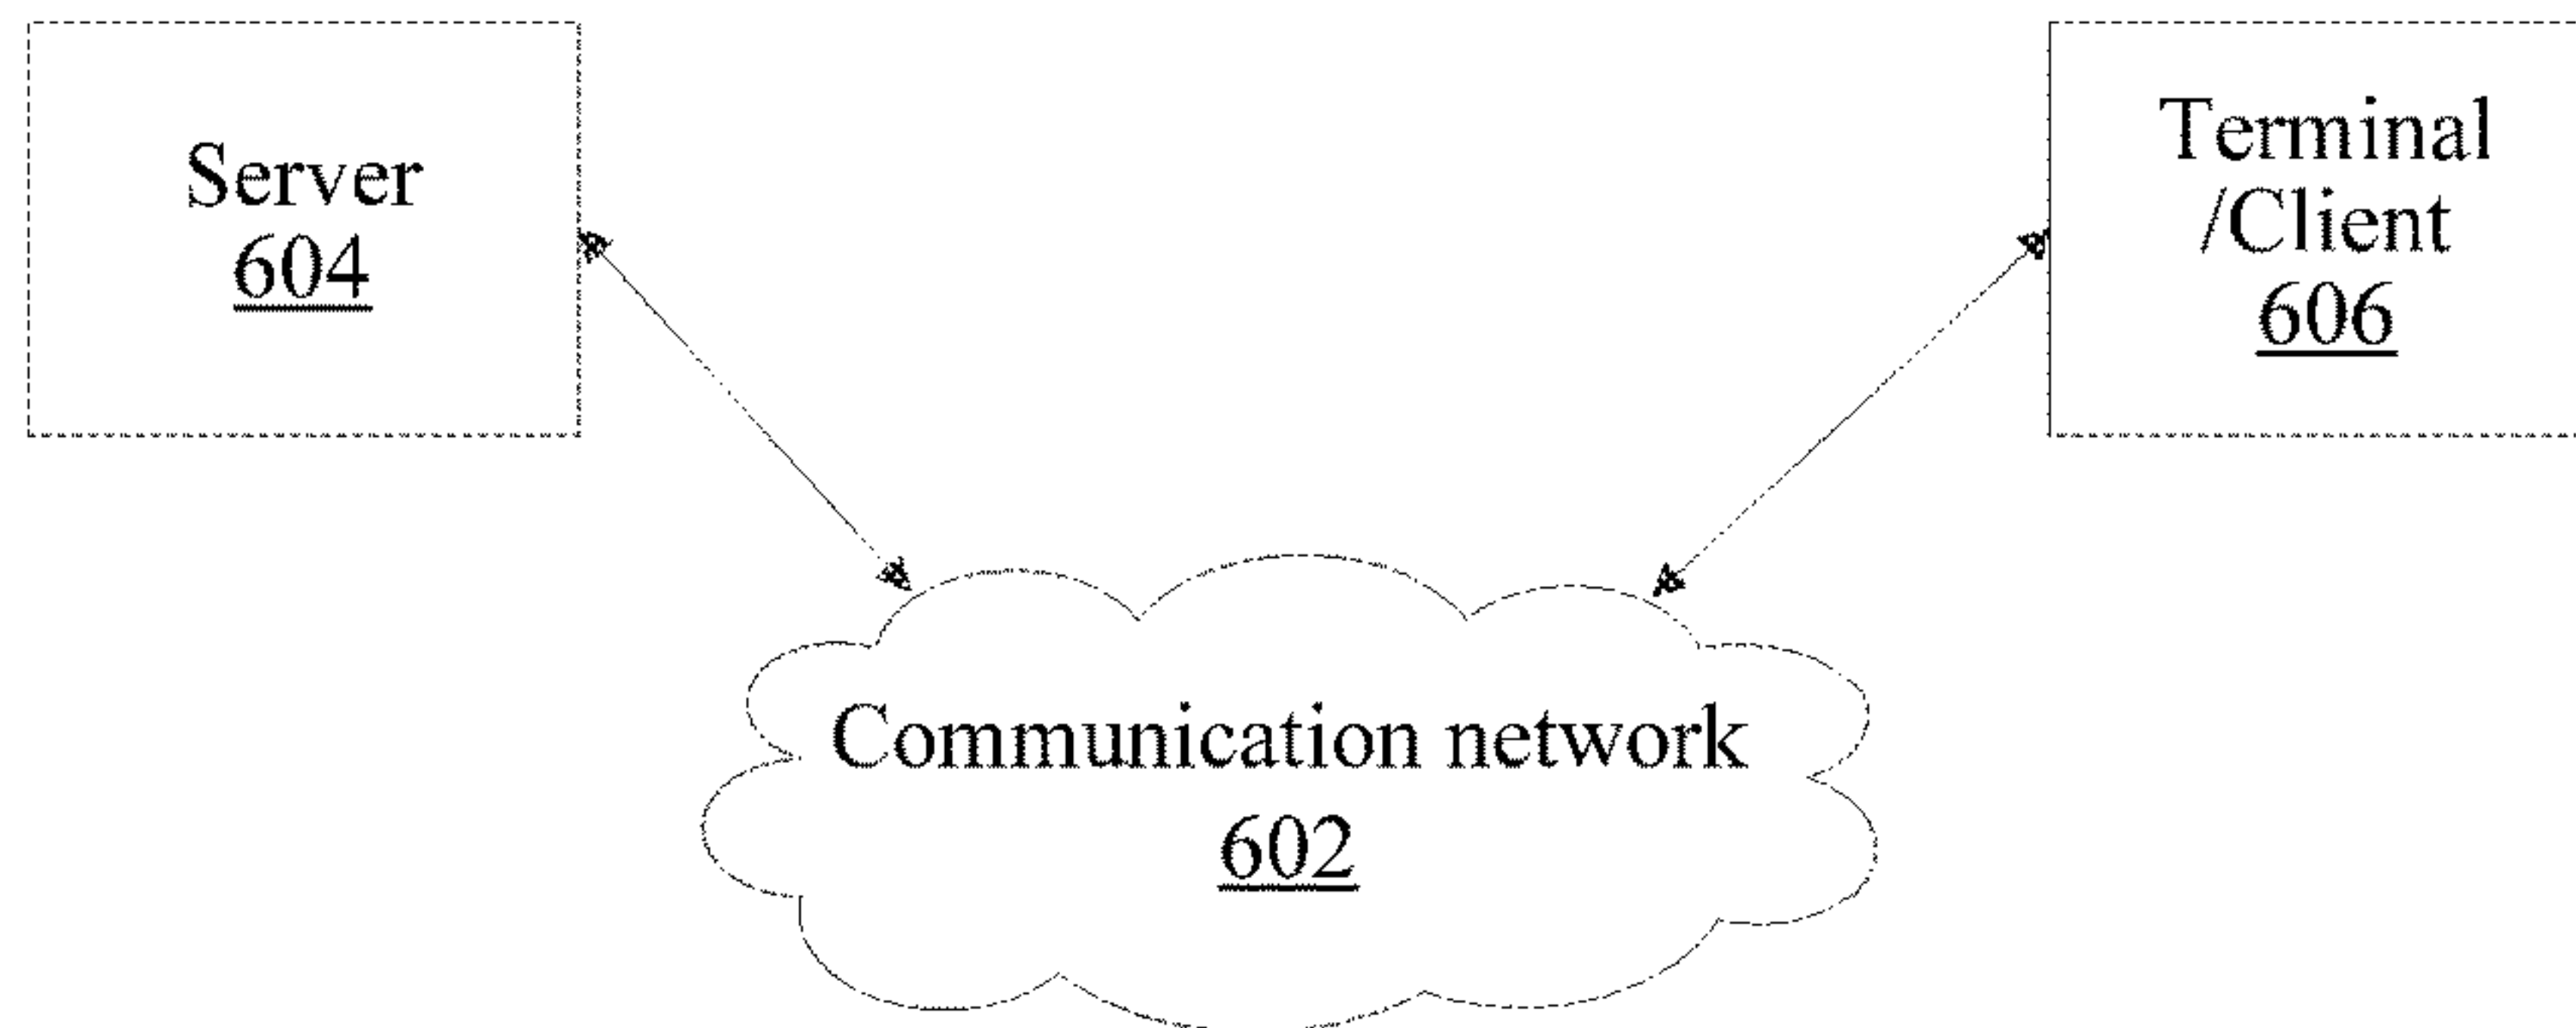 Server
604
Terminal
/Client
606
Communication network
602